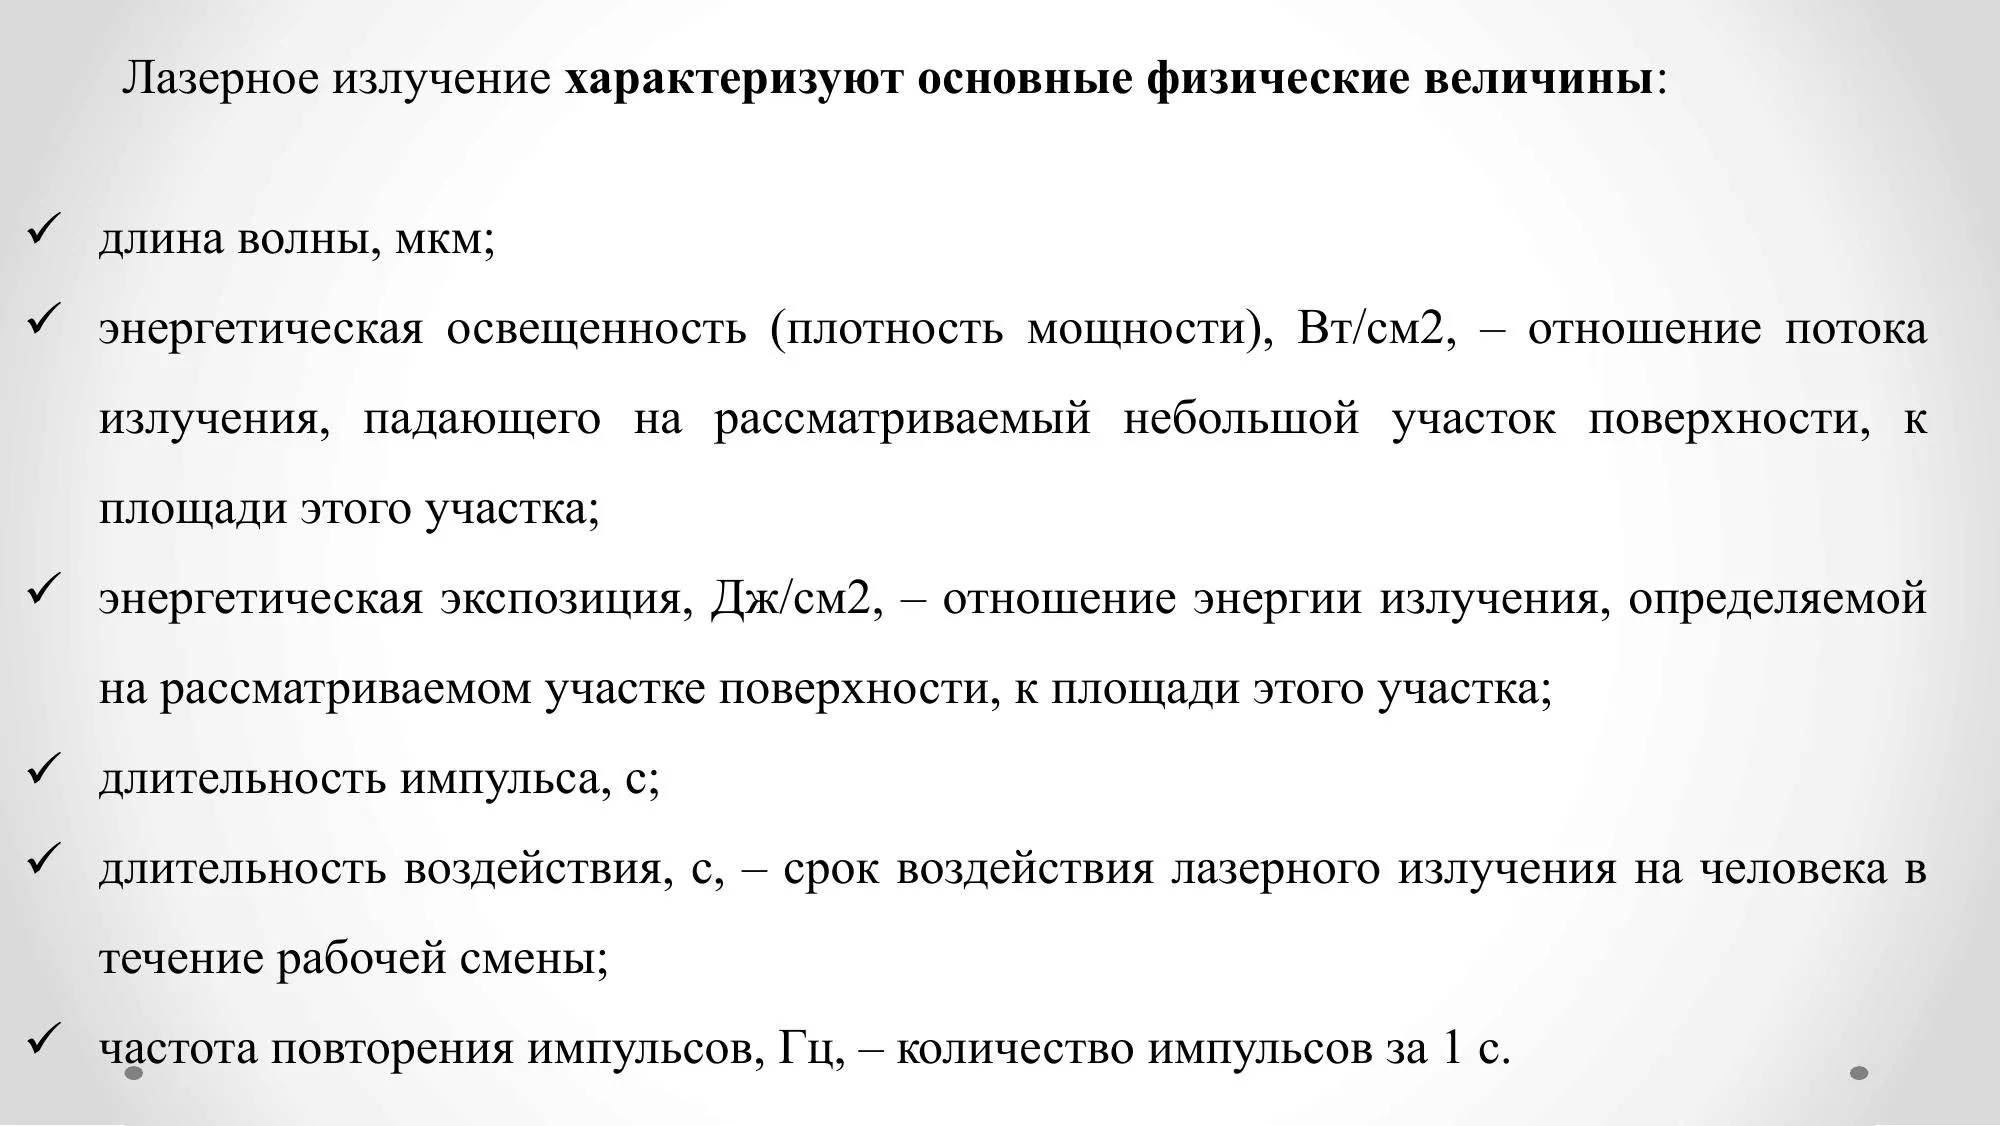 Лазерное излучение характеризуют основные физические величины:
✓ длина волны, мкм;
✓ энергетическая освещенность (плотность мощности), Вт/см2, – отношение потока
излучения, падающего на рассматриваемый небольшой участок поверхности, к
площади этого участка;
✓ энергетическая экспозиция, Дж/см2, – отношение энергии излучения, определяемой
на рассматриваемом участке поверхности, к площади этого участка;
✓ длительность импульса, с;
✓ длительность воздействия, с, – срок воздействия лазерного излучения на человека в
течение рабочей смены;
✓ частота повторения импульсов, Гц, – количество импульсов за 1 с.